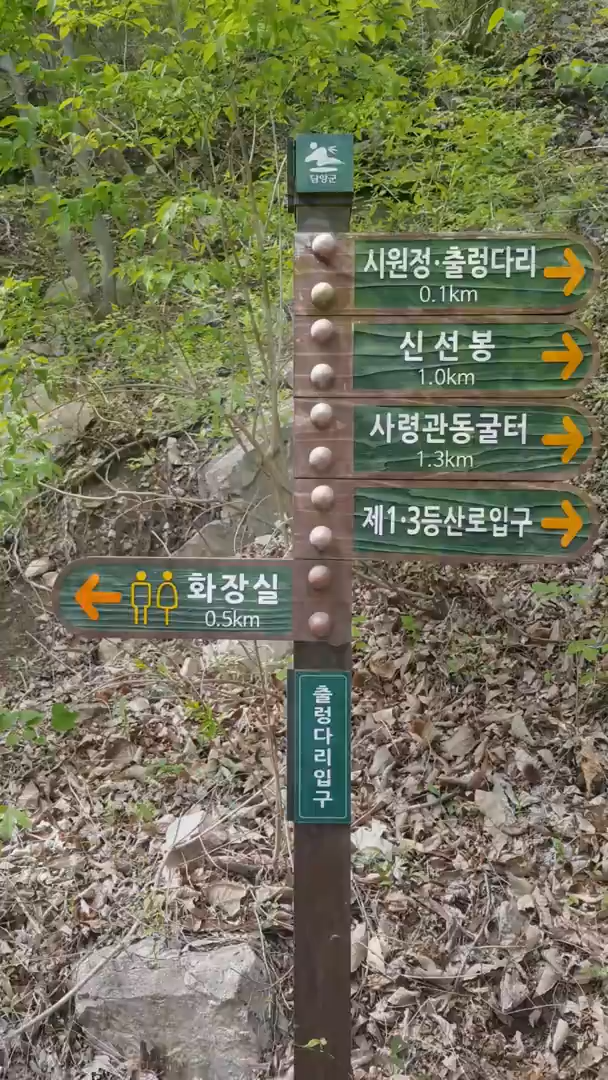 담양군
시원정·출렁다리
0.1km
신선봉
1.0km
사령관동굴터
1.3km
제1·3등산로입구
화장실
0.5km
출렁다리입구